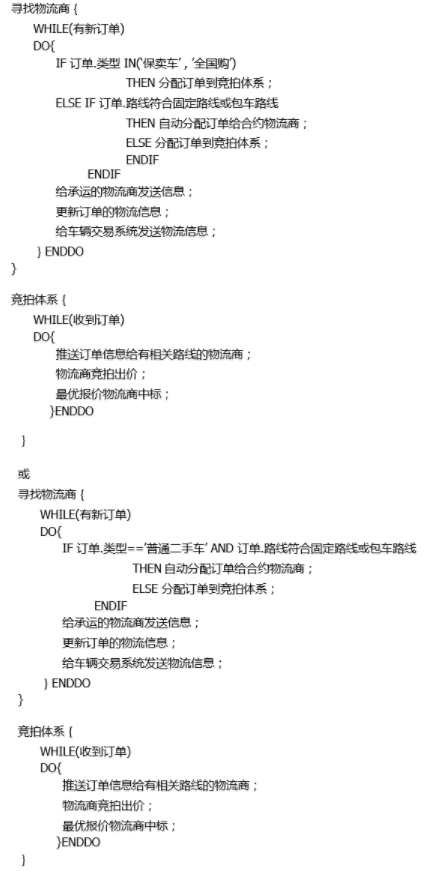 寻找物流商 {
WHILE(有新订单)
DO{
IF 订单.类型 IN('保卖车' , '全国购')
THEN 分配订单到竞拍体系 ;
ELSE IF 订单.路线符合固定路线或包车路线
THEN 自动分配订单给合约物流商 ;
ELSE 分配订单到竞拍体系 ;
ENDIF
ENDIF
给承运的物流商发送信息 ;
更新订单的物流信息 ;
给车辆交易系统发送物流信息 ;
} ENDDO
}
竞拍体系 {
WHILE(收到订单)
DO{
推送订单信息给有相关路线的物流商 ;
物流商竞拍出价 ;
最优报价物流商中标 ;
}ENDDO
}
或
寻找物流商 {
WHILE(有新订单)
DO{
IF 订单.类型=='普通二手车' AND 订单.路线符合固定路线或包车路线
THEN 自动分配订单给合约物流商 ;
ELSE 分配订单到竞拍体系 ;
ENDIF
给承运的物流商发送信息 ;
更新订单的物流信息 ;
给车辆交易系统发送物流信息 ;
} ENDDO
}
竞拍体系 {
WHILE(收到订单)
DO{
推送订单信息给有相关路线的物流商 ;
物流商竞拍出价 ;
最优报价物流商中标 ;
}ENDDO
}